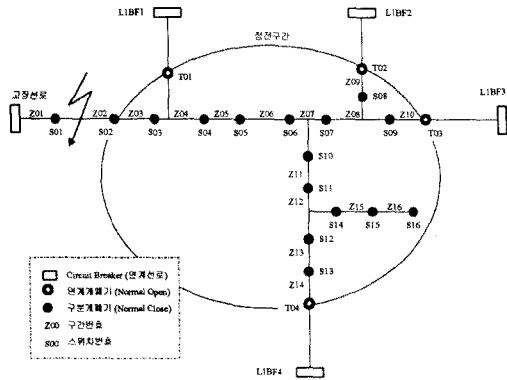 L1BF1
L1BF2
정전구간
T01
T02
Z09
S08
L1BF3
고장선로
Z01
Z02
Z03
Z04
Z05
Z06
Z07
Z08
Z10
S01
S02
S03
S04
S05
S06
S07
S09
T03
S10
Z11
S11
Z12
Z15
Z16
S14
S15
S16
S12
Z13
S13
Z14
T04
Circuit Breaker (연계선로)
연계개폐기 (Normal Open)
구분개폐기 (Normal Close)
Z00 구간번호
S00 스위치번호
L1BF4